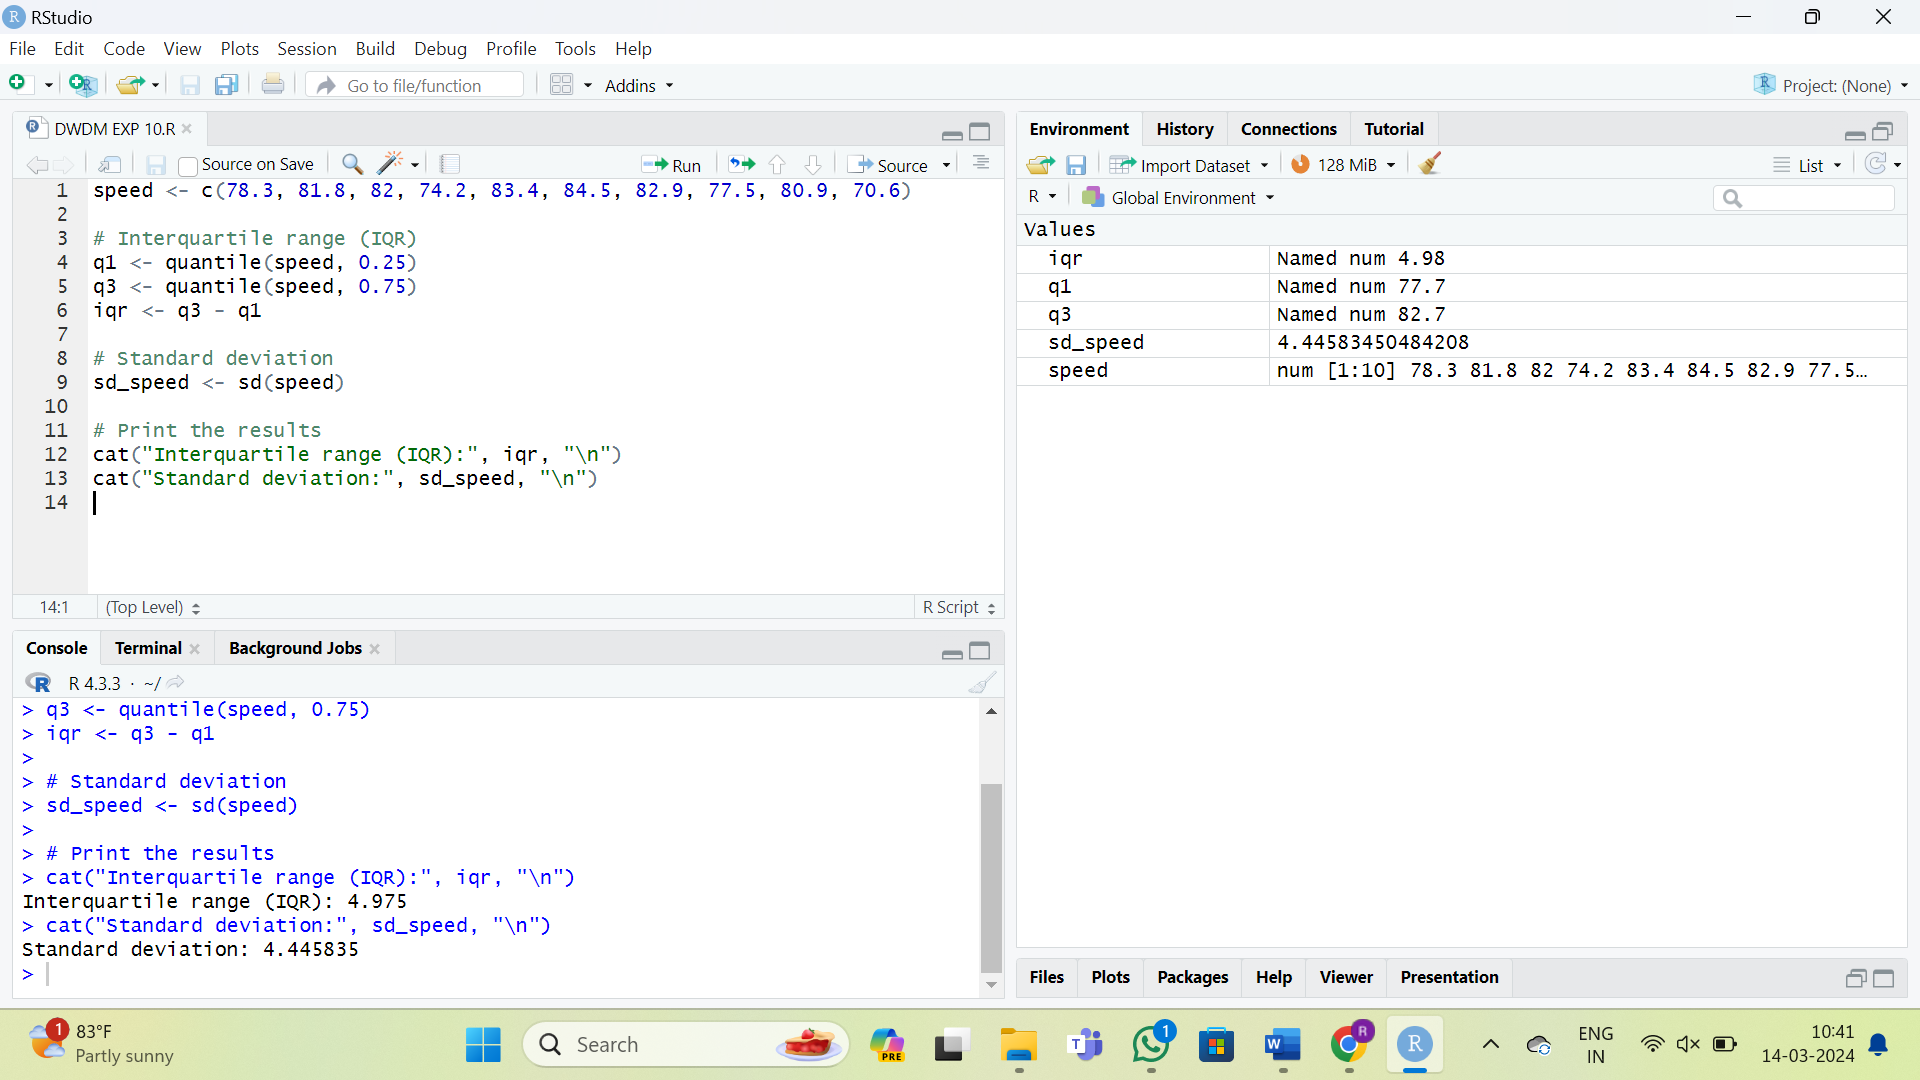 RStudio
File Edit Code View Plots Session Build Debug Profile Tools Help
Go to file/function Addins Project: (None)
DWDM EXP 10.R
Source on Save Run Source
1 speed <- c(78.3, 81.8, 82, 74.2, 83.4, 84.5, 82.9, 77.5, 80.9, 70.6)
2
3 # Interquartile range (IQR)
4 q1 <- quantile(speed, 0.25)
5 q3 <- quantile(speed, 0.75)
6 iqr <- q3 - q1
7
8 # Standard deviation
9 sd_speed <- sd(speed)
10
11 # Print the results
12 cat("Interquartile range (IQR):", iqr, "\n")
13 cat("Standard deviation:", sd_speed, "\n")
14
14:1 (Top Level) R Script
Console Terminal Background Jobs
R 4.3.3 · ~/
> q3 <- quantile(speed, 0.75)
> iqr <- q3 - q1
>
> # Standard deviation
> sd_speed <- sd(speed)
>
> # Print the results
> cat("Interquartile range (IQR):", iqr, "\n")
Interquartile range (IQR): 4.975
> cat("Standard deviation:", sd_speed, "\n")
Standard deviation: 4.445835
>
Environment History Connections Tutorial
Import Dataset 128 MiB List
R Global Environment
Values
iqr Named num 4.98
q1 Named num 77.7
q3 Named num 82.7
sd_speed 4.44583450484208
speed num [1:10] 78.3 81.8 82 74.2 83.4 84.5 82.9 77.5…
Files Plots Packages Help Viewer Presentation
1 83°F
Partly sunny
Search
PRE
T
1
W
R
R
ENG
IN
10:41
14-03-2024